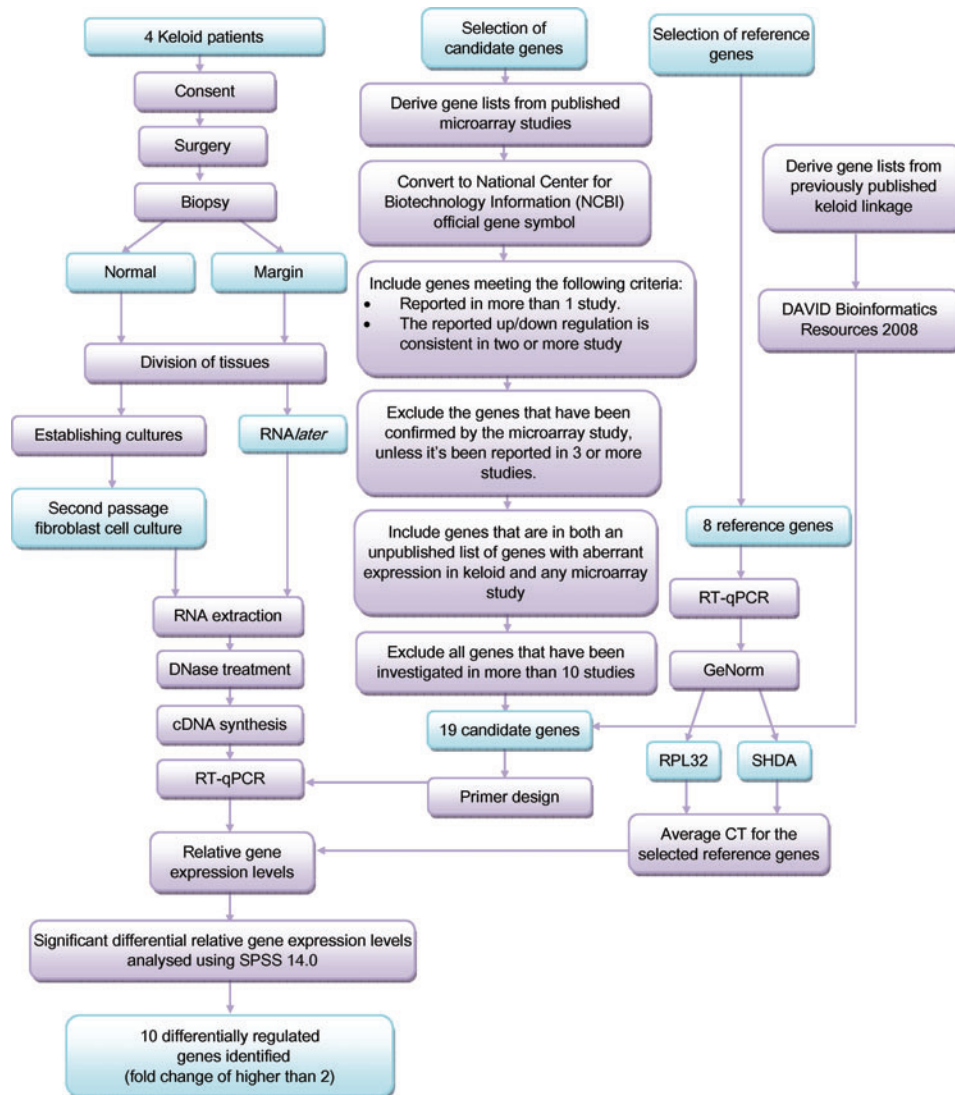 4 Keloid patients
Consent
Surgery
Biopsy
Normal
Margin
Division of tissues
Establishing cultures
RNAlater
Second passage
fibroblast cell culture
RNA extraction
DNase treatment
cDNA synthesis
RT-qPCR
Relative gene
expression levels
Significant differential relative gene expression levels
analysed using SPSS 14.0
10 differentially regulated
genes identified
(fold change of higher than 2)
Selection of
candidate genes
Derive gene lists from published
microarray studies
Convert to National Center for
Biotechnology Information (NCBI)
official gene symbol
Include genes meeting the following criteria:
• Reported in more than 1 study.
• The reported up/down regulation is
consistent in two or more study
Exclude the genes that have been
confirmed by the microarray study,
unless it's been reported in 3 or more
studies.
Include genes that are in both an
unpublished list of genes with aberrant
expression in keloid and any microarray
study
Exclude all genes that have been
investigated in more than 10 studies
19 candidate genes
Primer design
Selection of reference
genes
8 reference genes
RT-qPCR
GeNorm
RPL32
SHDA
Average CT for the
selected reference genes
Derive gene lists from
previously published
keloid linkage
DAVID Bioinformatics
Resources 2008